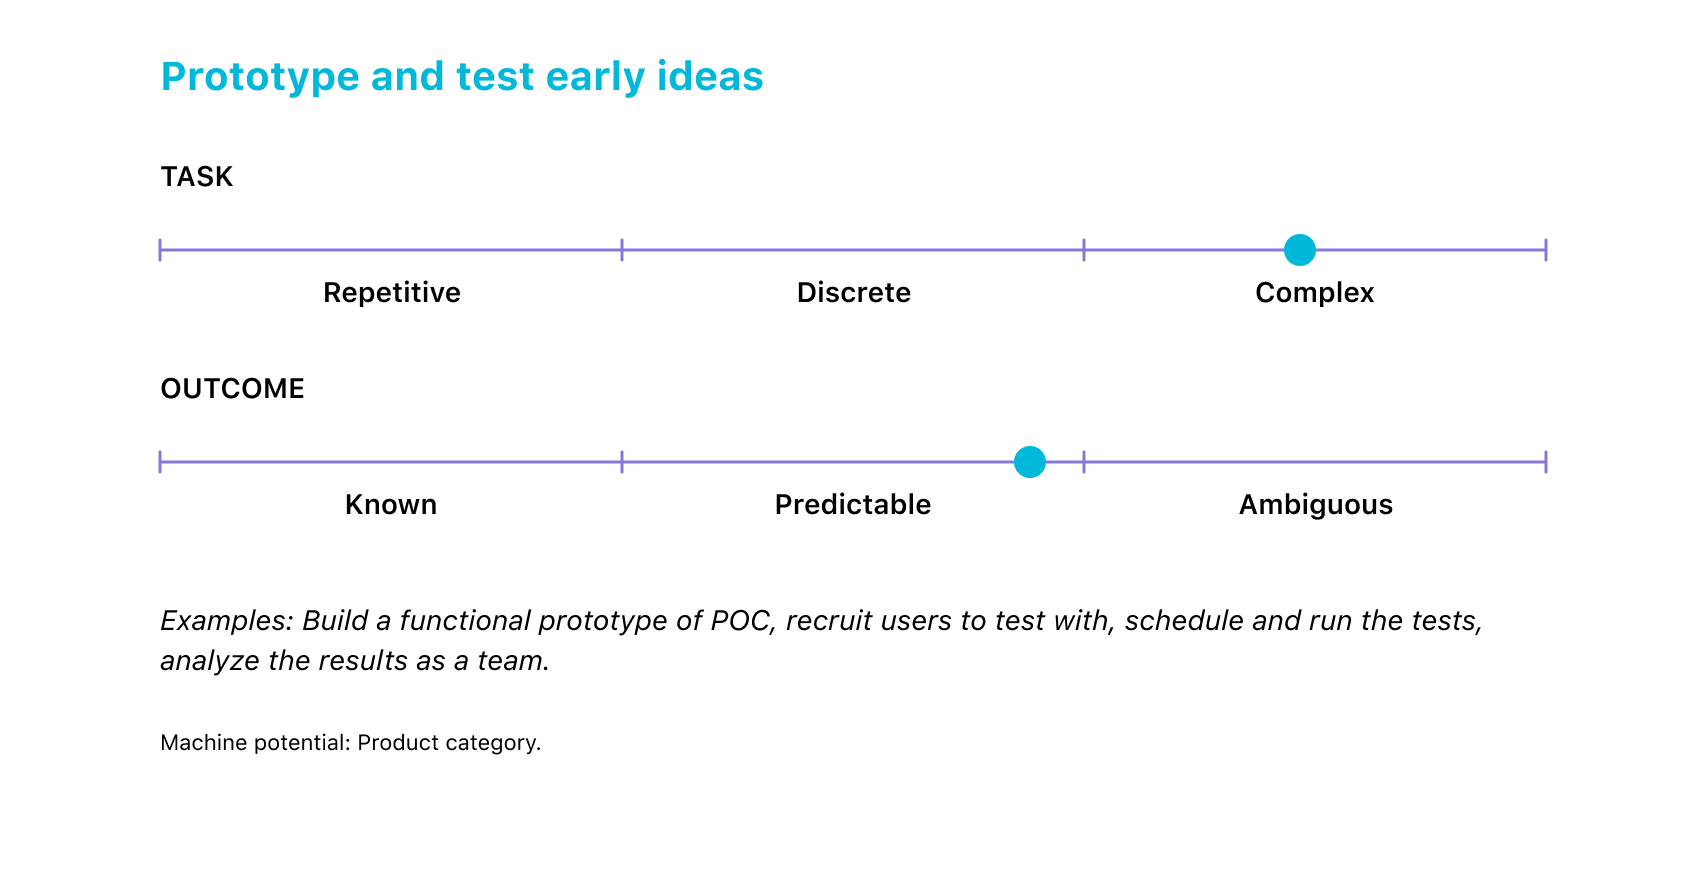 Prototype and test early ideas
TASK
Repetitive
Discrete
Complex
OUTCOME
Known
Predictable
Ambiguous
Examples: Build a functional prototype of POC, recruit users to test with, schedule and run the tests,
analyze the results as a team.
Machine potential: Product category.